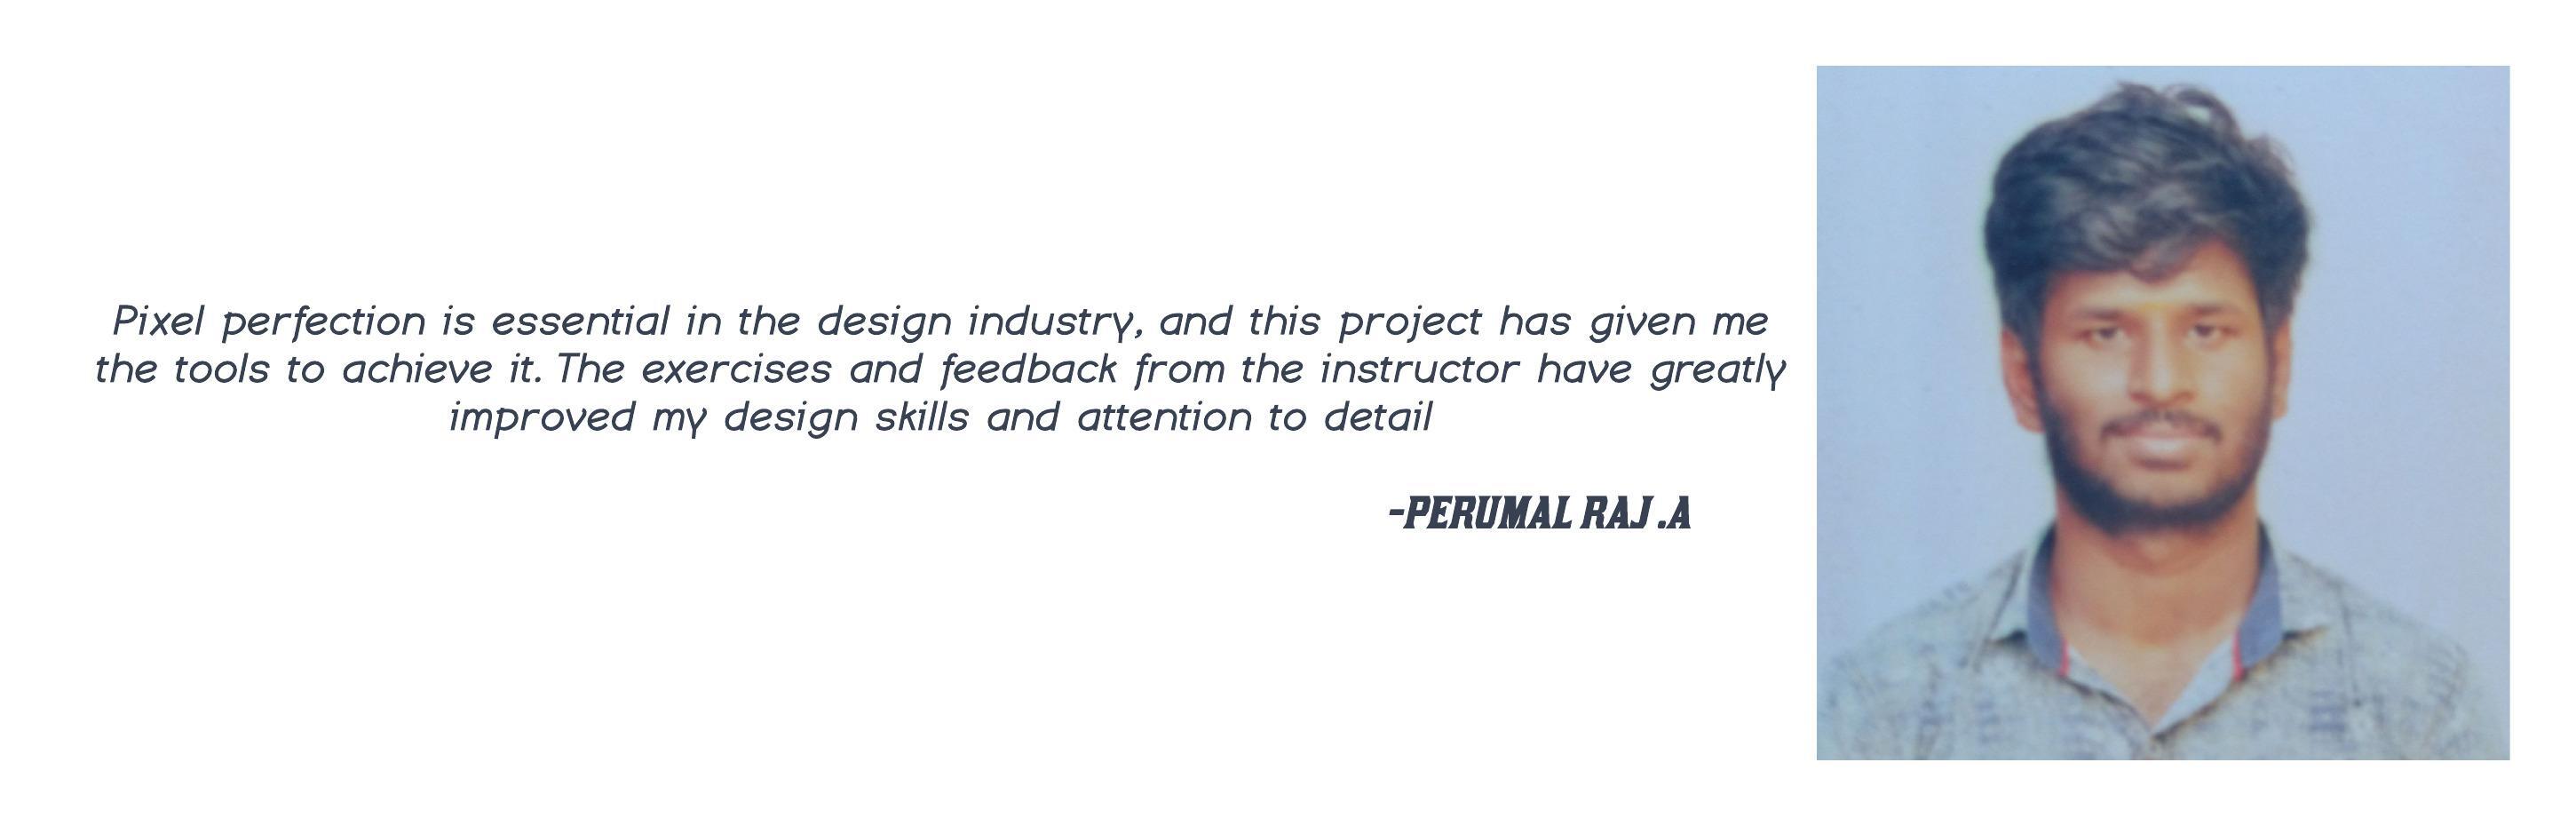 Pixel perfection is essential in the design industry, and this project has given me
the tools to achieve it. The exercises and feedback from the instructor have greatly
improved my design skills and attention to detail
-PERUMAL RAJ .A